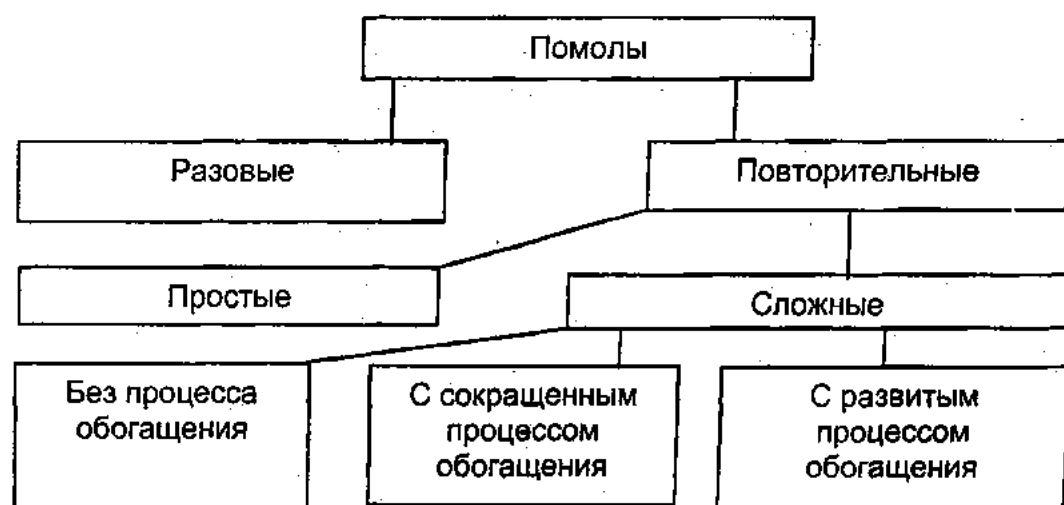 Помолы
Разовые
Повторительные
Простые
Сложные
Без процесса
обогащения
С сокращенным
процессом
обогащения
С развитым
процессом
обогащения